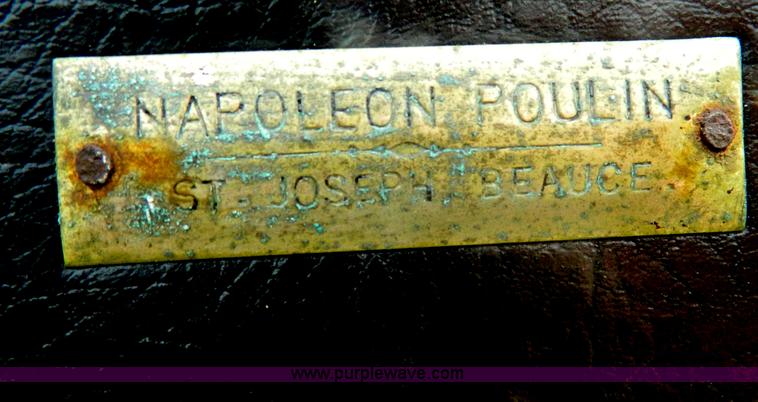 NAPOLEON POULIN
ST-JOSEPH. BEAUCE.
www.purplewave.com